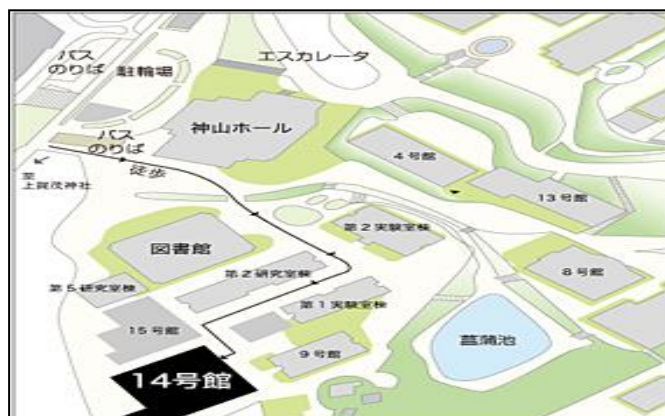 バス
のりば
駐輪場
エスカレータ
バス
のりば
神山ホール
至
上賀茂神社
徒歩
4号館
13号館
図書館
第2実験室棟
第2研究室棟
8号館
第5研究室棟
第1実験室棟
15号館
9号館
菖蒲池
14号館